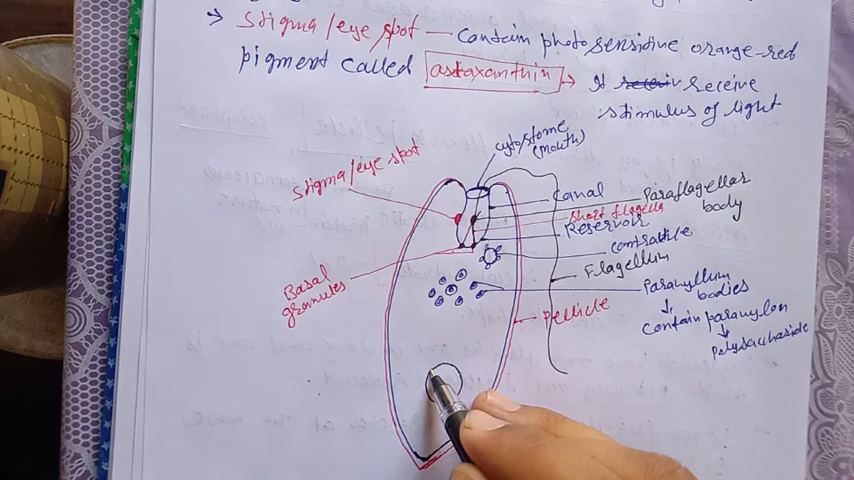 → Stigma/eye spot — Contain photosensitive orange-red
pigment called astaxanthin → It receive
stimulus of light
cytostome
(mouth)
Stigma/eye spot
Canal
Paraflagellar
body
Short flagella
Reservoir
contractile
Flagellum
Basal
granules
Paramyllum
bodies
↓
Contain paramylon
↓
Polysaccharide
Pellicle